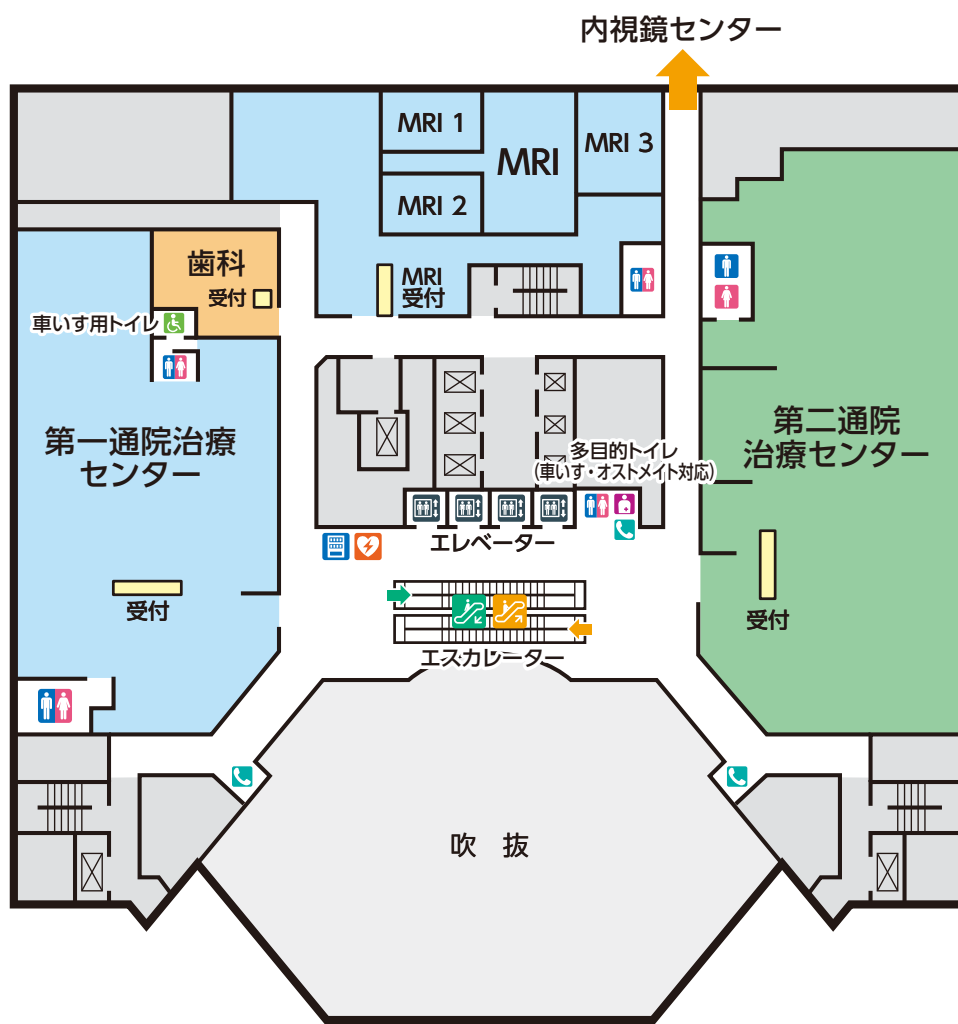 内視鏡センター
MRI 1
MRI
MRI 3
MRI 2
歯科
受付
MRI
受付
車いす用トイレ
第一通院治療
センター
第二通院
治療センター
多目的トイレ
(車いす・オストメイト対応)
エレベーター
受付
受付
エスカレーター
吹 抜